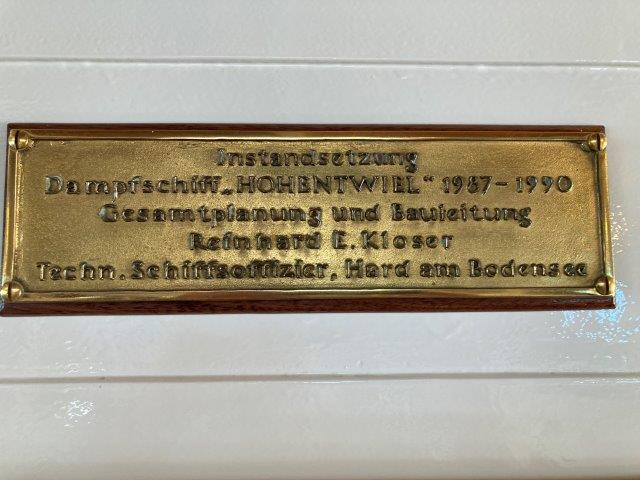 Instandsetzung
Dampfschiff „HOHENTWIEL“ 1987-1990
Gesamtplanung und Bauleitung
Reinhard E. Kloser
Techn. Schiffsoffizier, Hard am Bodensee